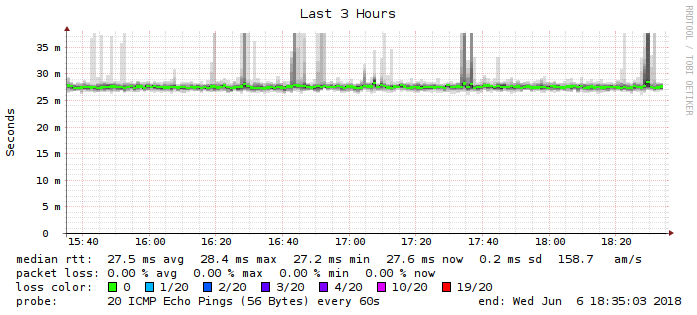 Last 3 Hours
RRDTOOL / TOBI OETIKER
Seconds
35 m
30 m
25 m
20 m
15 m
10 m
5 m
0
15:40 16:00 16:20 16:40 17:00 17:20 17:40 18:00 18:20
median rtt: 27.5 ms avg 28.4 ms max 27.2 ms min 27.6 ms now 0.2 ms sd 158.7 am/s
packet loss: 0.00 % avg 0.00 % max 0.00 % min 0.00 % now
loss color: 0 1/20 2/20 3/20 4/20 10/20 19/20
probe: 20 ICMP Echo Pings (56 Bytes) every 60s end: Wed Jun 6 18:35:03 2018